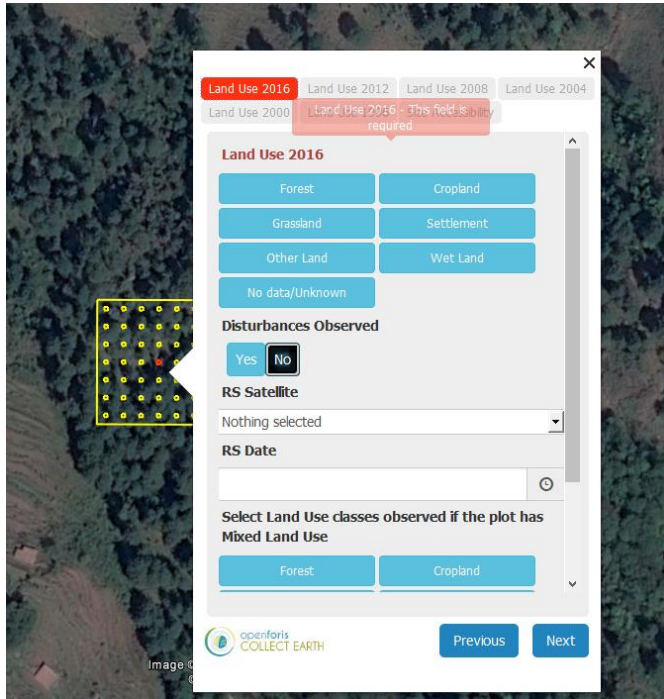 Land Use 2016 Land Use 2012 Land Use 2008 Land Use 2004
Land Use 2000
Land Use 2016 - This field is
required
Land Use 2016
Forest Cropland
Grassland Settlement
Other Land Wet Land
No data/Unknown
Disturbances Observed
Yes No
RS Satellite
Nothing selected
RS Date
Select Land Use classes observed if the plot has
Mixed Land Use
Forest Cropland
openforis
COLLECT EARTH
Previous Next
Image ©